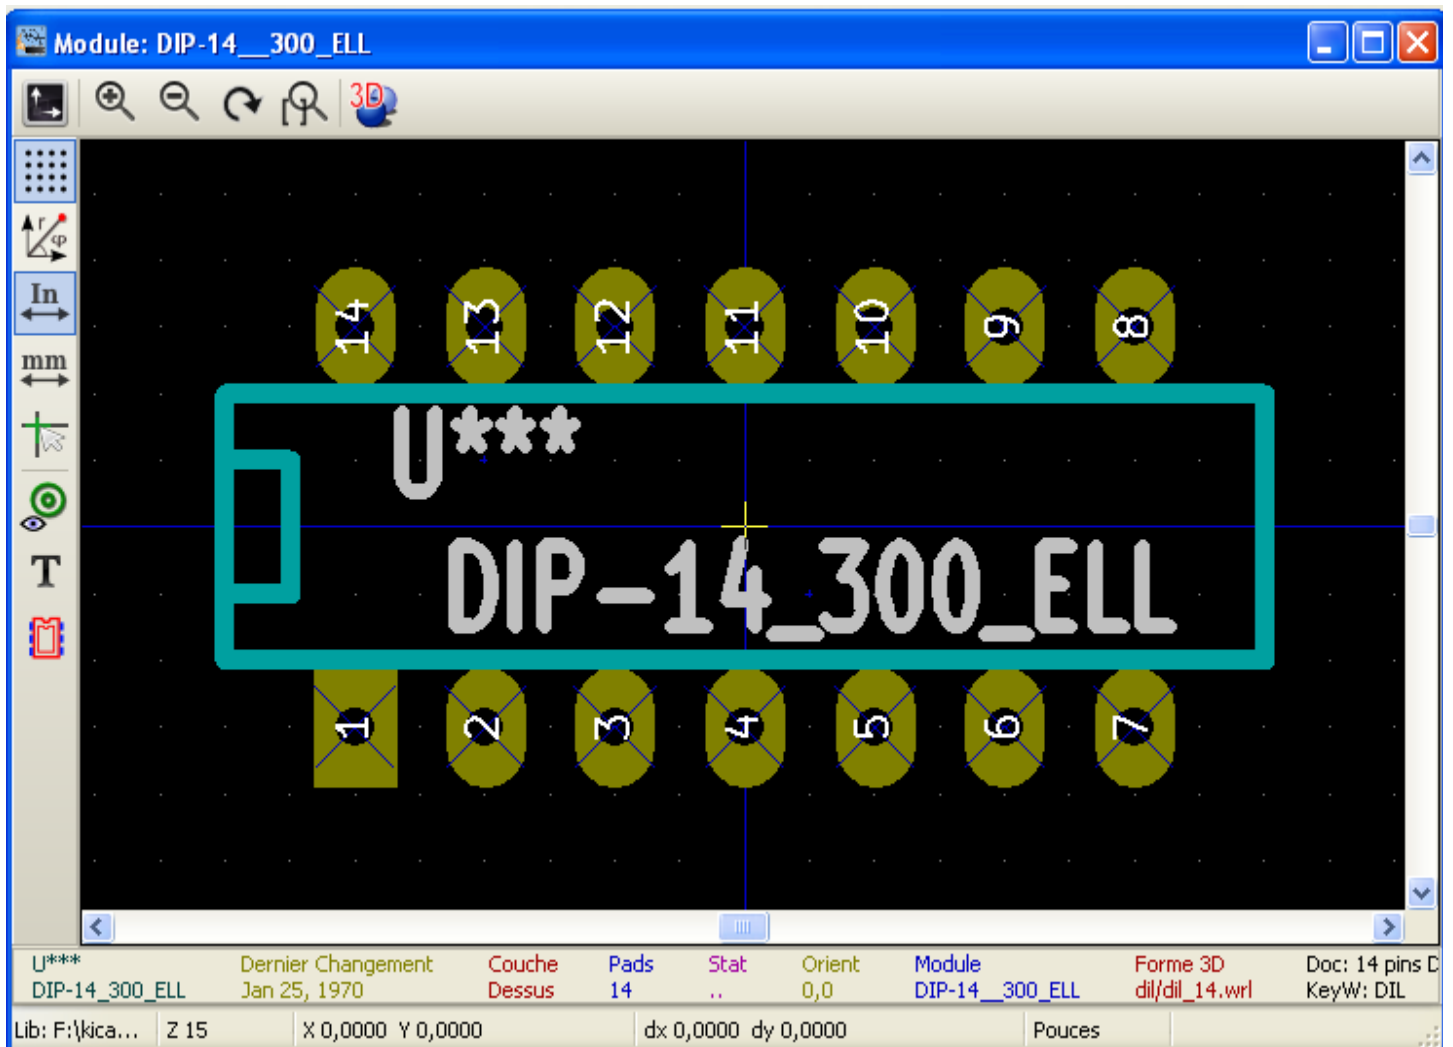 Module: DIP-14__300_ELL
3D
r
φ
In
mm
T
14 13 12 11 10 9 8
U***
DIP-14_300_ELL
1 2 3 4 5 6 7
U*** Dernier Changement Couche Pads Stat Orient Module Forme 3D Doc: 14 pins D
DIP-14_300_ELL Jan 25, 1970 Dessus 14 .. 0,0 DIP-14__300_ELL dil/dil_14.wrl KeyW: DIL
Lib: F:\kica... Z 15 X 0,0000 Y 0,0000 dx 0,0000 dy 0,0000 Pouces